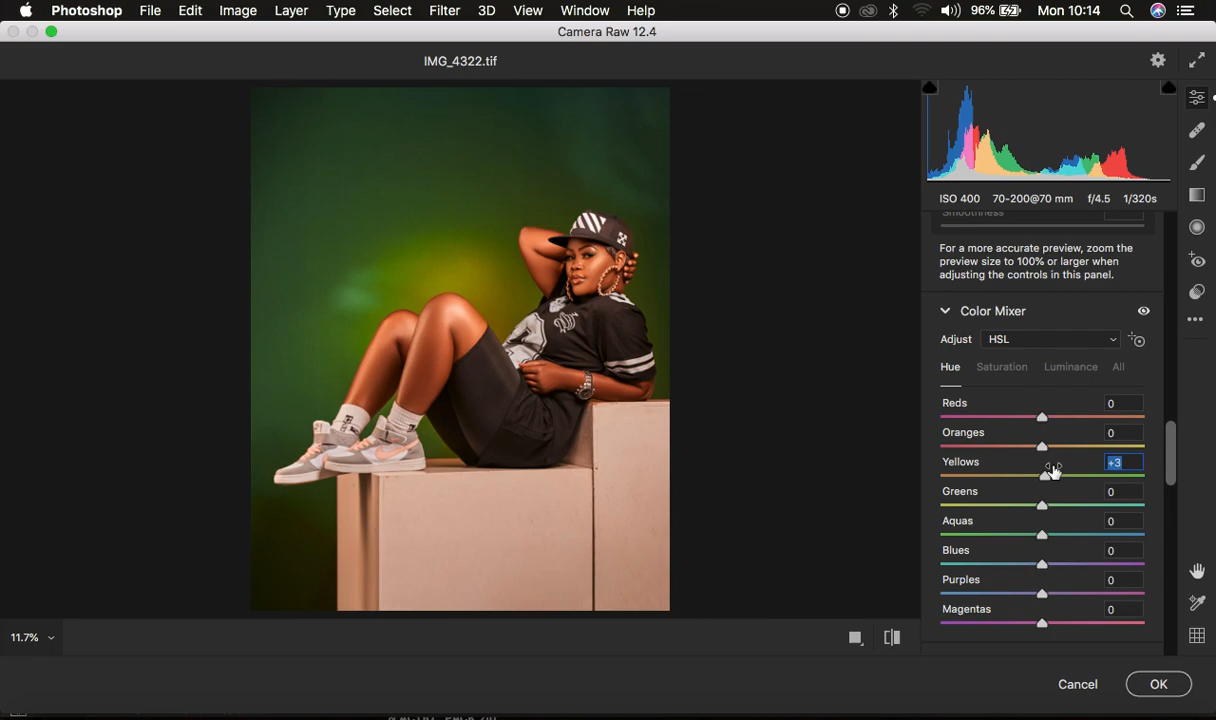 Photoshop File Edit Image Layer Type Select Filter 3D View Window Help 96% Mon 10:14
Camera Raw 12.4
IMG_4322.tif
ISO 400 70-200@70 mm f/4.5 1/320s
Smoothness
For a more accurate preview, zoom the
preview size to 100% or larger when
adjusting the controls in this panel.
Color Mixer
Adjust HSL
Hue Saturation Luminance All
Reds 0
Oranges 0
Yellows +3
Greens 0
Aquas 0
Blues 0
Purples 0
Magentas 0
11.7%
Cancel OK